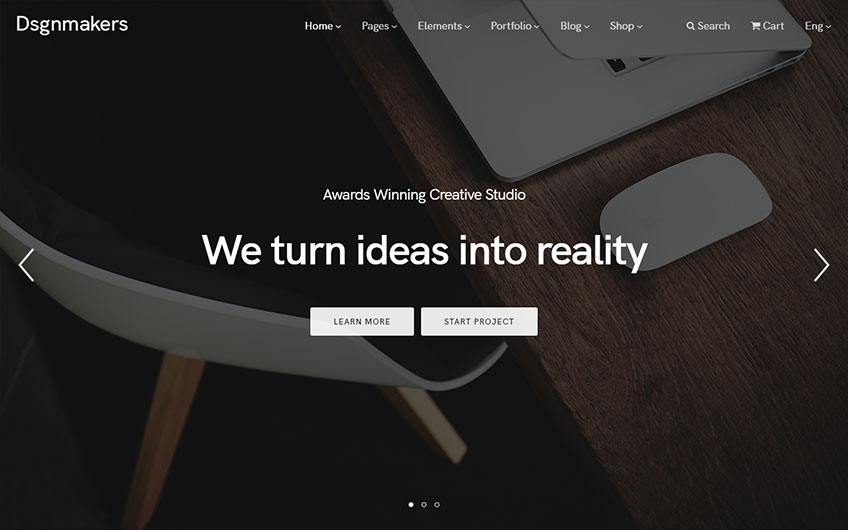 Dsgnmakers
Home Pages Elements Portfolio Blog Shop Search Cart Eng
Awards Winning Creative Studio
We turn ideas into reality
LEARN MORE START PROJECT